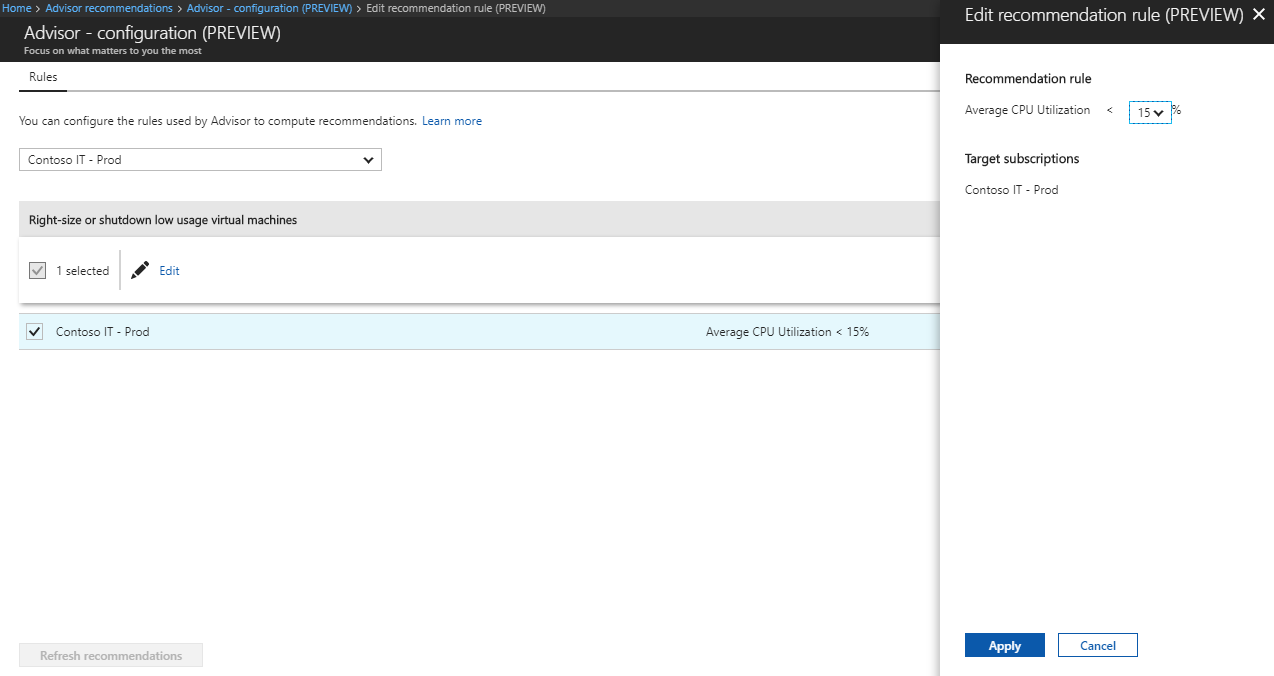 Home > Advisor recommendations > Advisor - configuration (PREVIEW) > Edit recommendation rule (PREVIEW)
Advisor - configuration (PREVIEW)
Focus on what matters to you the most
Rules
You can configure the rules used by Advisor to compute recommendations. Learn more
Contoso IT - Prod
Right-size or shutdown low usage virtual machines
1 selected Edit
Contoso IT - Prod Average CPU Utilization < 15%
Refresh recommendations
Edit recommendation rule (PREVIEW)
Recommendation rule
Average CPU Utilization < 15 %
Target subscriptions
Contoso IT - Prod
Apply Cancel